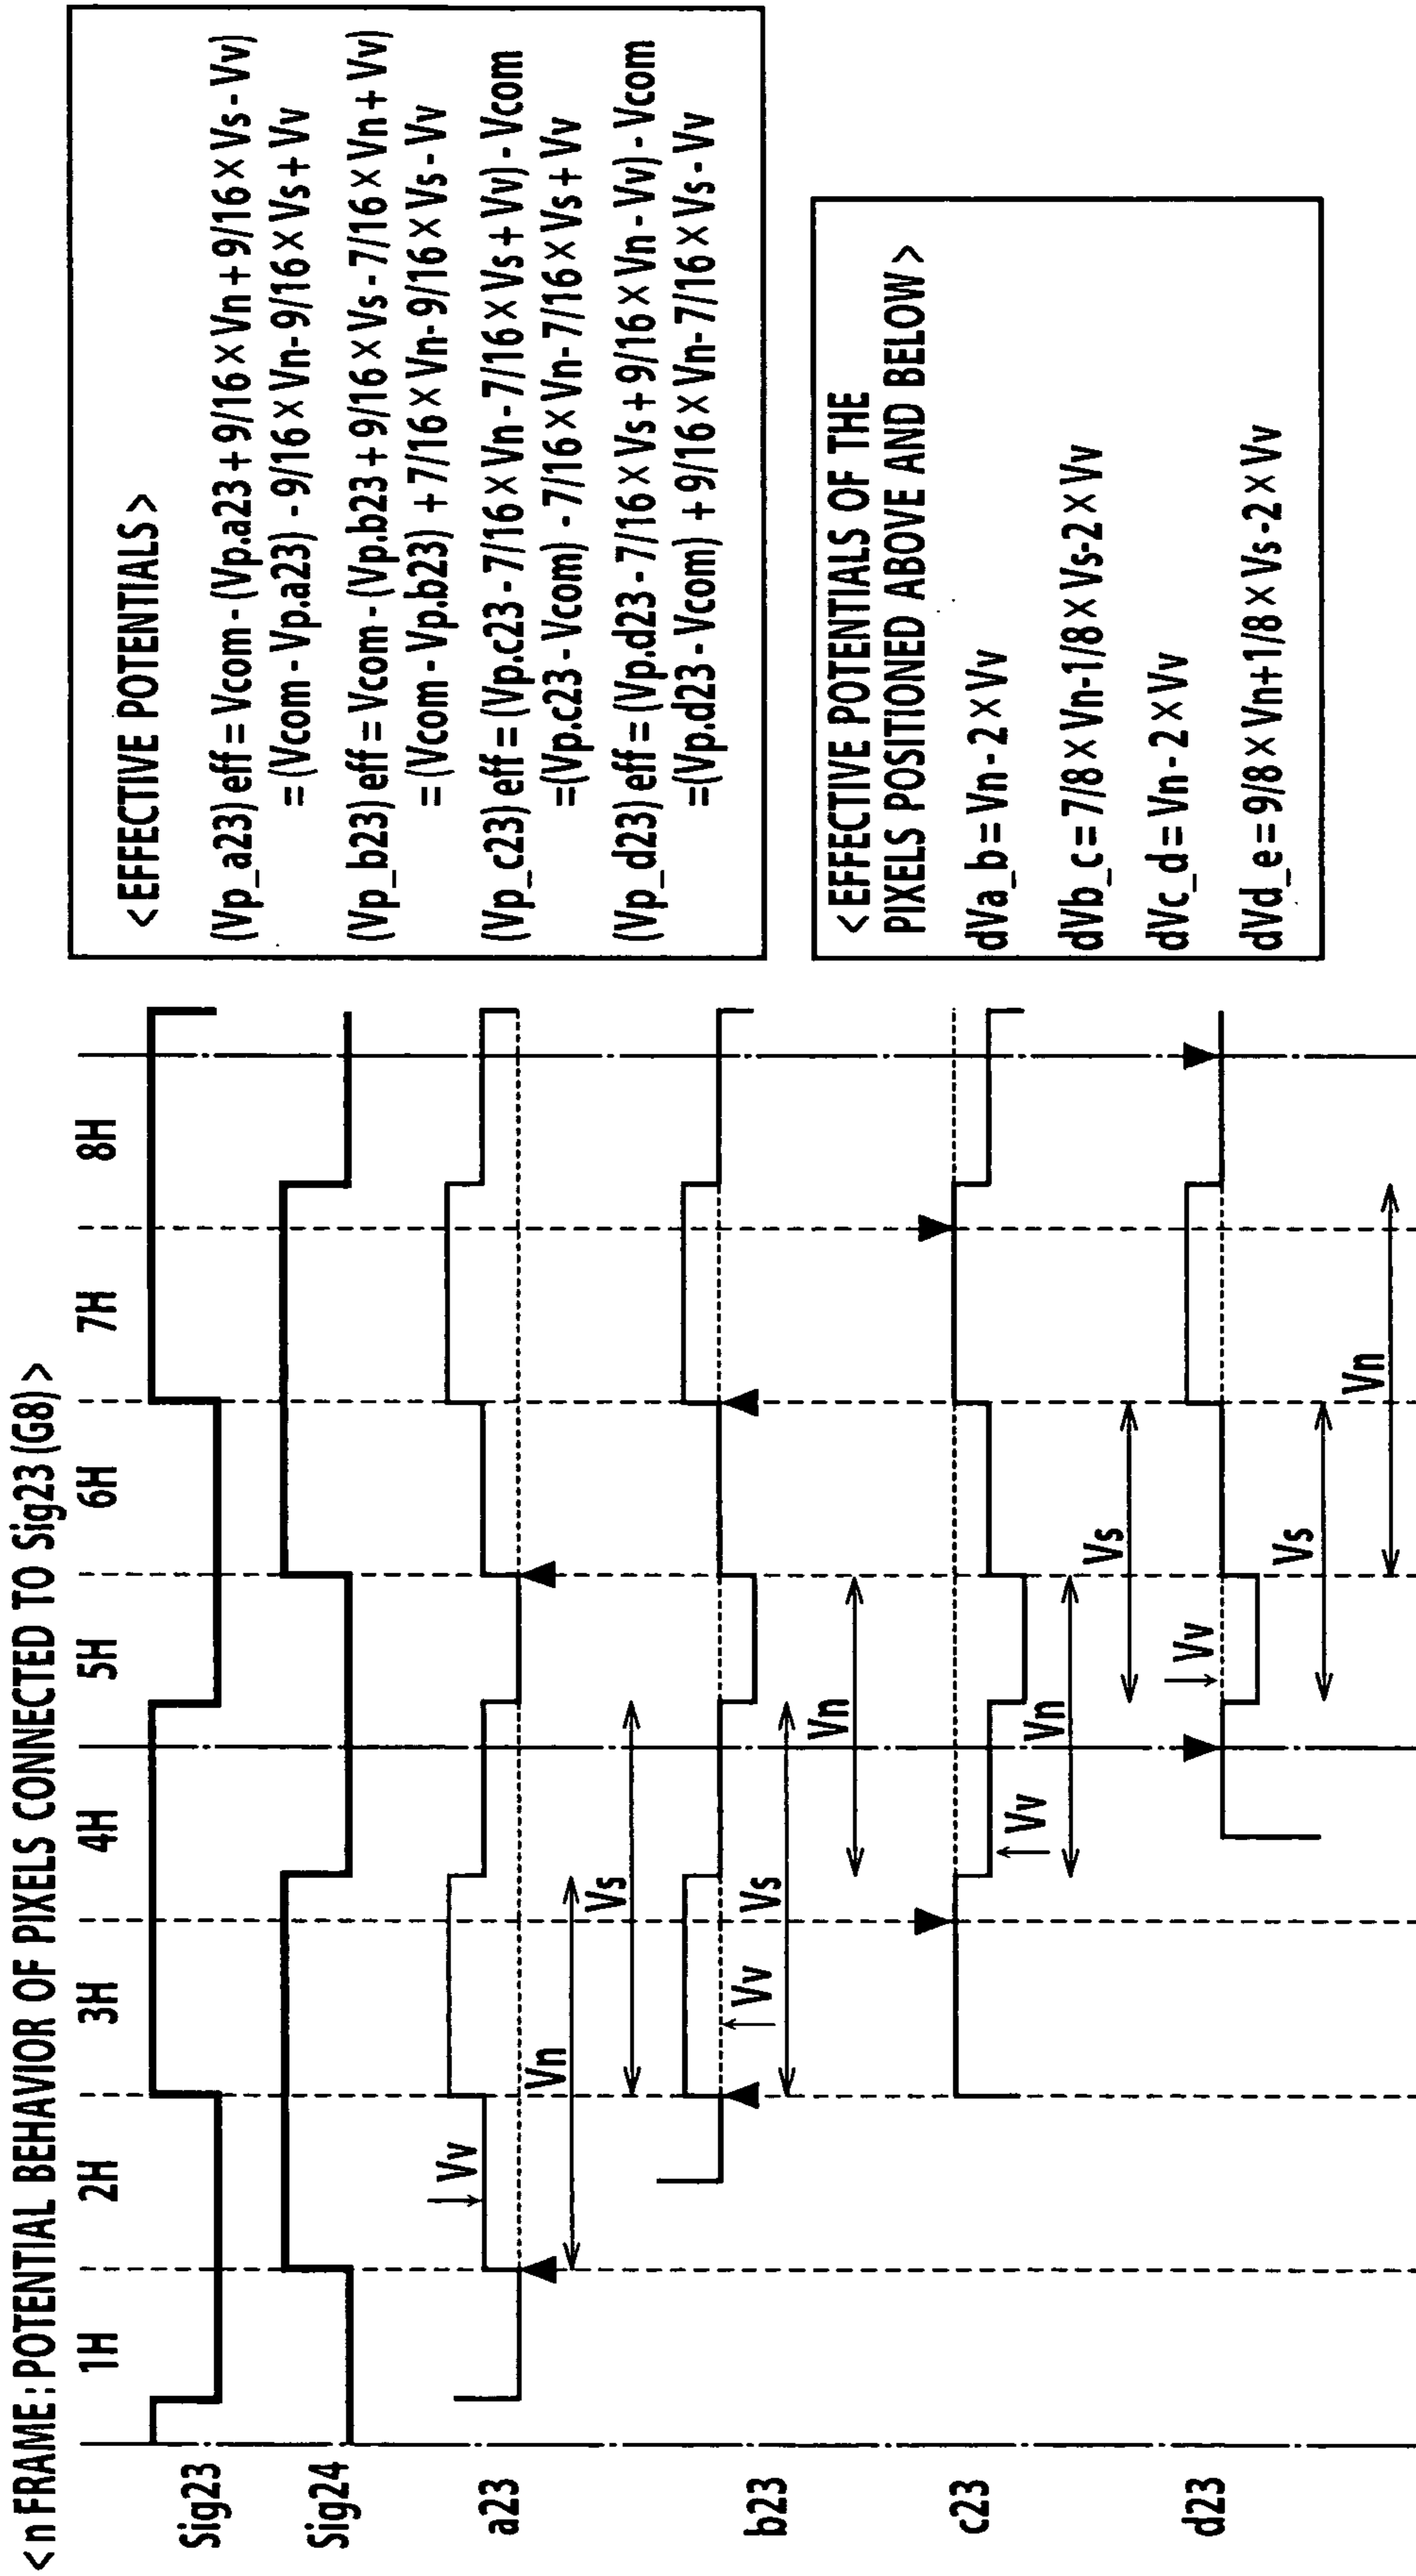 <n FRAME:POTENTIAL BEHAVIOR OF PIXELS CONNECTED TO Sig23 (G8)>
1H 2H 3H 4H 5H 6H 7H 8H
Sig23
Sig24
a23
Vv
Vn
Vs
b23
Vv
Vs
Vn
c23
Vv
Vn
Vs
d23
Vv
Vs
Vn
<EFFECTIVE POTENTIALS>
(Vp_a23) eff = Vcom - (Vp.a23 + 9/16 × Vn + 9/16 × Vs - Vv)
= (Vcom - Vp.a23) - 9/16 × Vn - 9/16 × Vs + Vv
(Vp_b23) eff = Vcom - (Vp.b23 + 9/16 × Vs - 7/16 × Vn + Vv)
= (Vcom - Vp.b23) + 7/16 × Vn - 9/16 × Vs - Vv
(Vp_c23) eff = (Vp.c23 - 7/16 × Vn - 7/16 × Vs + Vv) - Vcom
=(Vp.c23 - Vcom) - 7/16 × Vn - 7/16 × Vs + Vv
(Vp_d23) eff = (Vp.d23 - 7/16 × Vs + 9/16 × Vn - Vv) - Vcom
=(Vp.d23 - Vcom) + 9/16 × Vn - 7/16 × Vs - Vv
<EFFECTIVE POTENTIALS OF THE
PIXELS POSITIONED ABOVE AND BELOW>
dVa_b = Vn - 2 × Vv
dVb_c = 7/8 × Vn-1/8 × Vs-2 × Vv
dVc_d = Vn - 2 × Vv
dVd_e = 9/8 × Vn+1/8 × Vs-2 × Vv